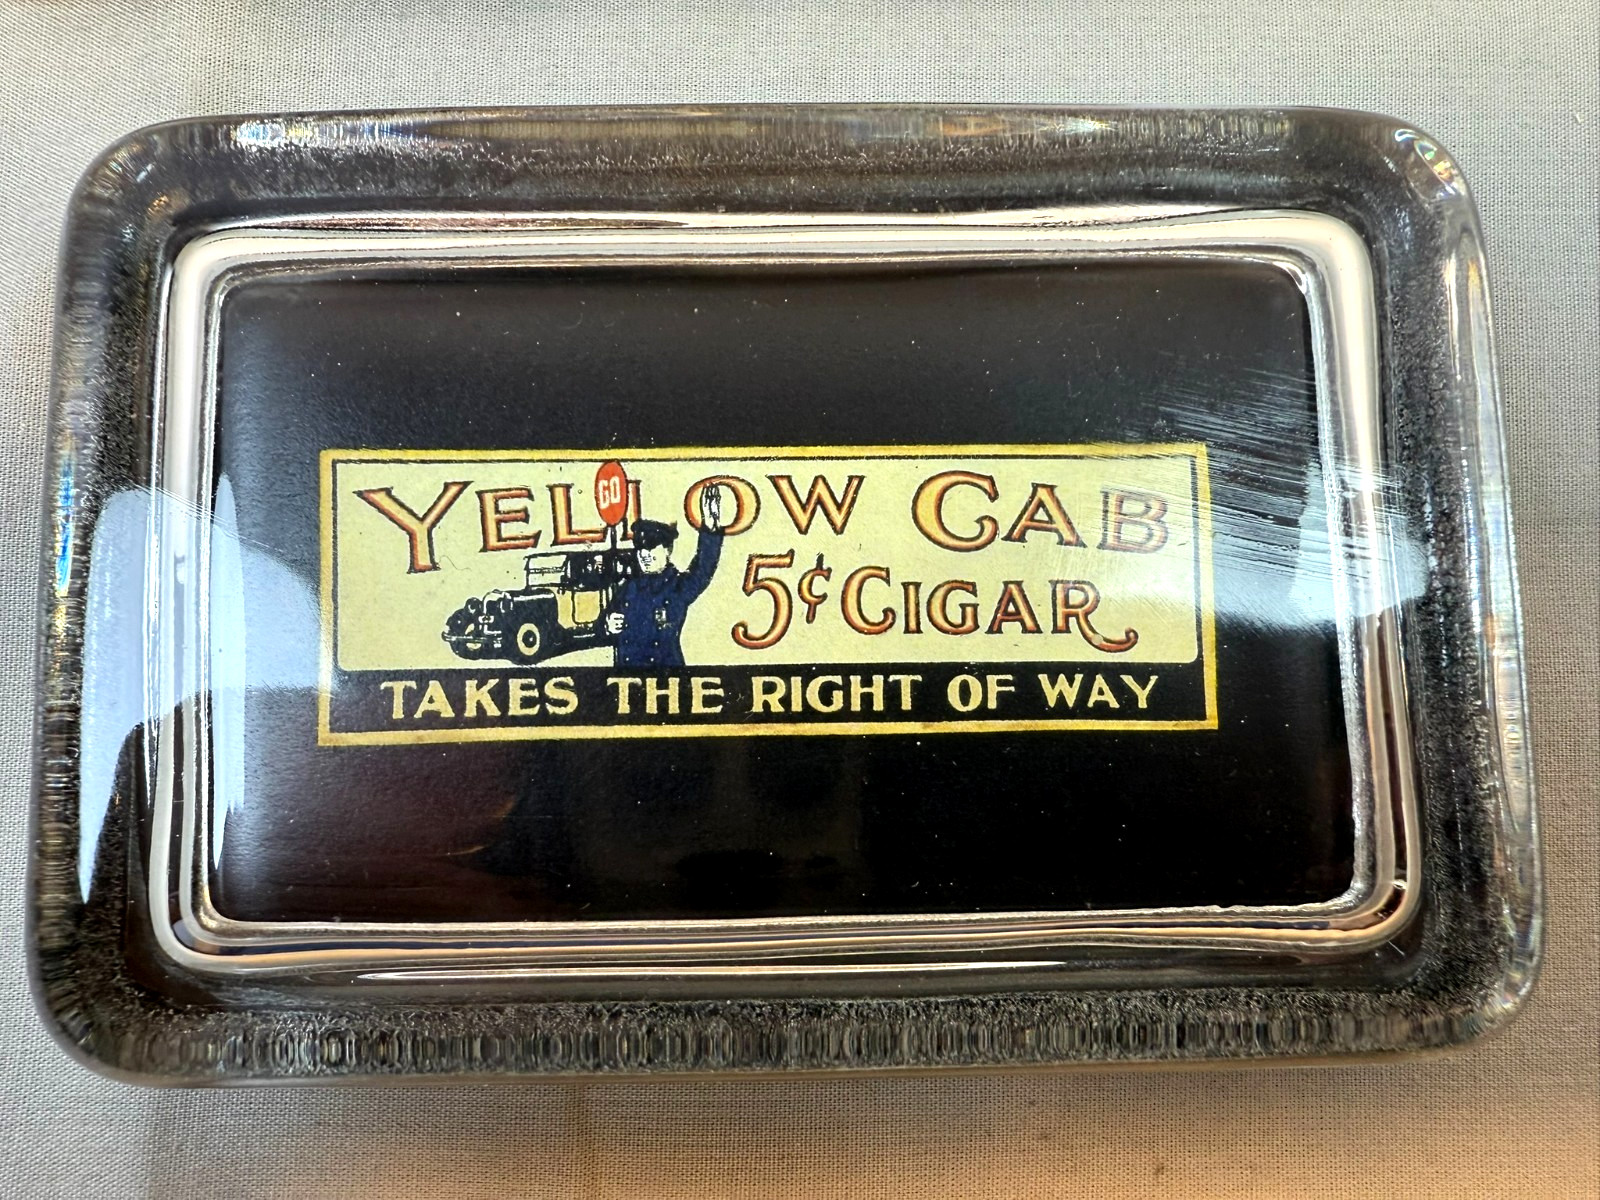 YELLOW CAB
GO
5¢ CIGAR
TAKES THE RIGHT OF WAY